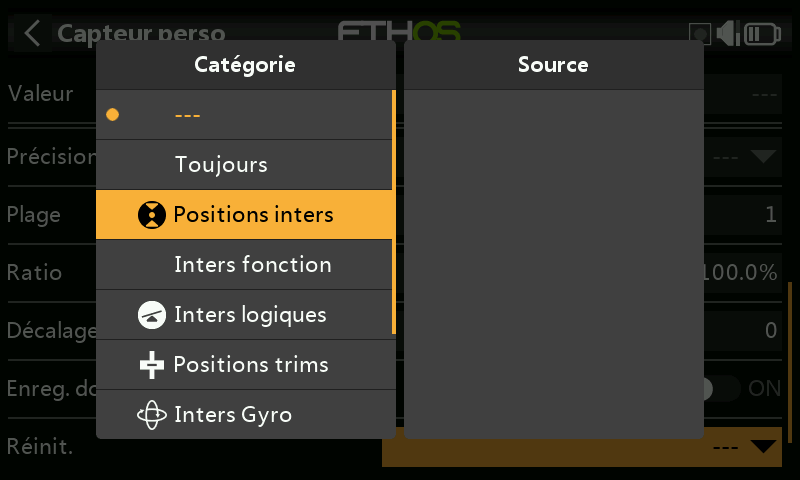 Capteur perso
ETHOS
Catégorie
Source
Valeur
---
---
Toujours
Précision
---
Positions inters
Plage
1
Inters fonction
Ratio
100.0%
Inters logiques
Décalage
0
Positions trims
Enreg. do
ON
Inters Gyro
Réinit.
---